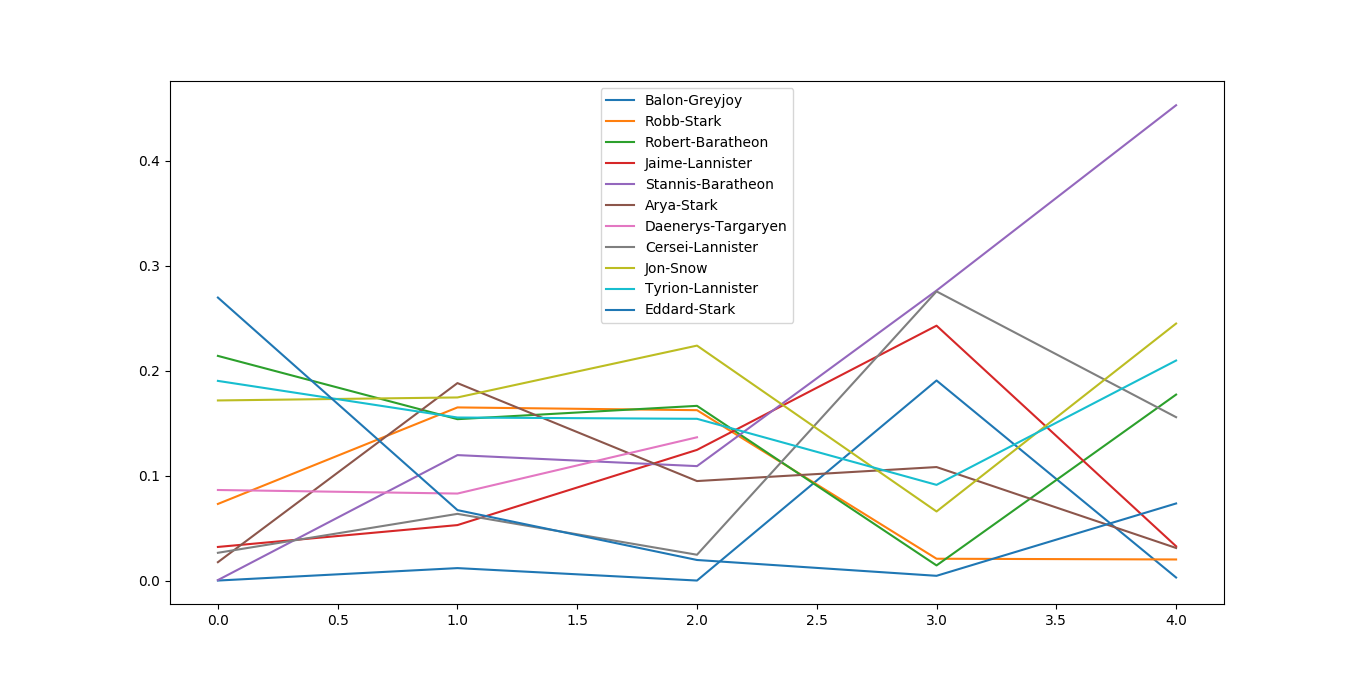 Balon-Greyjoy
Robb-Stark
Robert-Baratheon
Jaime-Lannister
Stannis-Baratheon
Arya-Stark
Daenerys-Targaryen
Cersei-Lannister
Jon-Snow
Tyrion-Lannister
Eddard-Stark
0.4
0.3
0.2
0.1
0.0
0.0 0.5 1.0 1.5 2.0 2.5 3.0 3.5 4.0